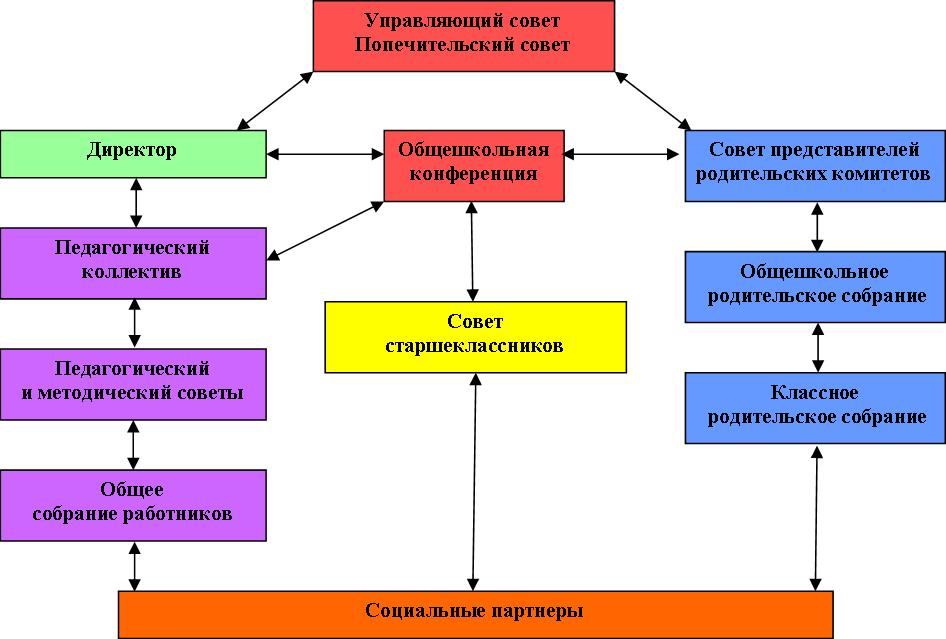 Управляющий совет
Попечительский совет
Директор
Общешкольная
конференция
Совет представителей
родительских комитетов
Педагогический
коллектив
Общешкольное
родительское собрание
Совет
старшеклассников
Педагогический
и методический советы
Классное
родительское собрание
Общее
собрание работников
Социальные партнеры